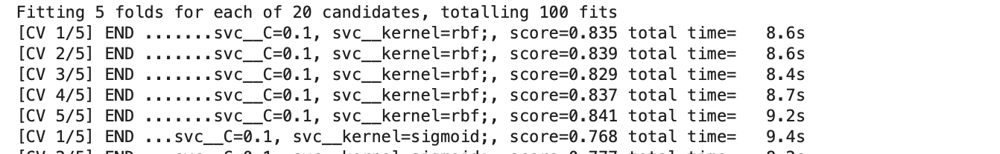 Fitting 5 folds for each of 20 candidates, totalling 100 fits
[CV 1/5] END .......svc__C=0.1, svc__kernel=rbf;, score=0.835 total time=   8.6s
[CV 2/5] END .......svc__C=0.1, svc__kernel=rbf;, score=0.839 total time=   8.6s
[CV 3/5] END .......svc__C=0.1, svc__kernel=rbf;, score=0.829 total time=   8.4s
[CV 4/5] END .......svc__C=0.1, svc__kernel=rbf;, score=0.837 total time=   8.7s
[CV 5/5] END .......svc__C=0.1, svc__kernel=rbf;, score=0.841 total time=   9.2s
[CV 1/5] END ...svc__C=0.1, svc__kernel=sigmoid;, score=0.768 total time=   9.4s